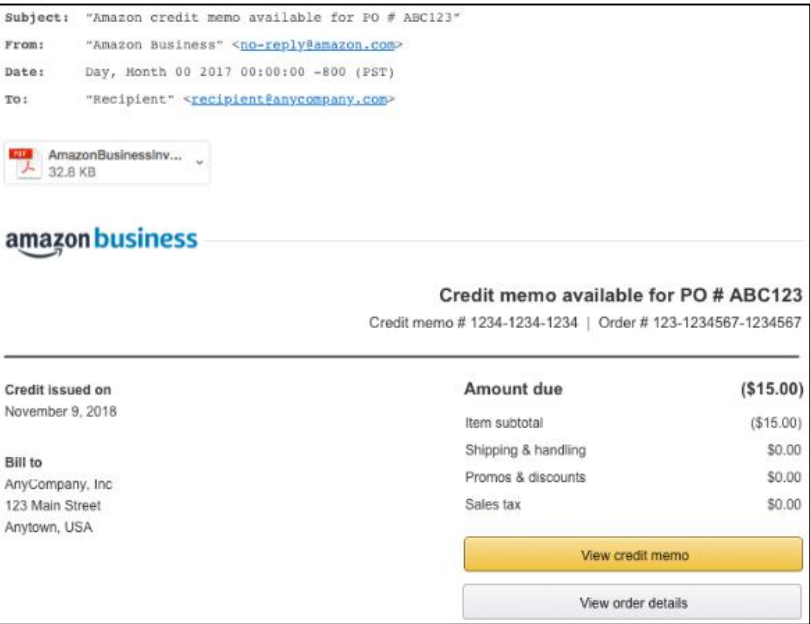 Subject: "Amazon credit memo available for PO # ABC123"
From: "Amazon Business" <no-reply@amazon.com>
Date: Day, Month 00 2017 00:00:00 -800 (PST)
To: "Recipient" <recipient@anycompany.com>
PDF AmazonBusinessInv...
32.8 KB
amazon business
Credit memo available for PO # ABC123
Credit memo # 1234-1234-1234 | Order # 123-1234567-1234567
Credit issued on
November 9, 2018
Bill to
AnyCompany, Inc
123 Main Street
Anytown, USA
Amount due ($15.00)
Item subtotal ($15.00)
Shipping & handling $0.00
Promos & discounts $0.00
Sales tax $0.00
View credit memo
View order details